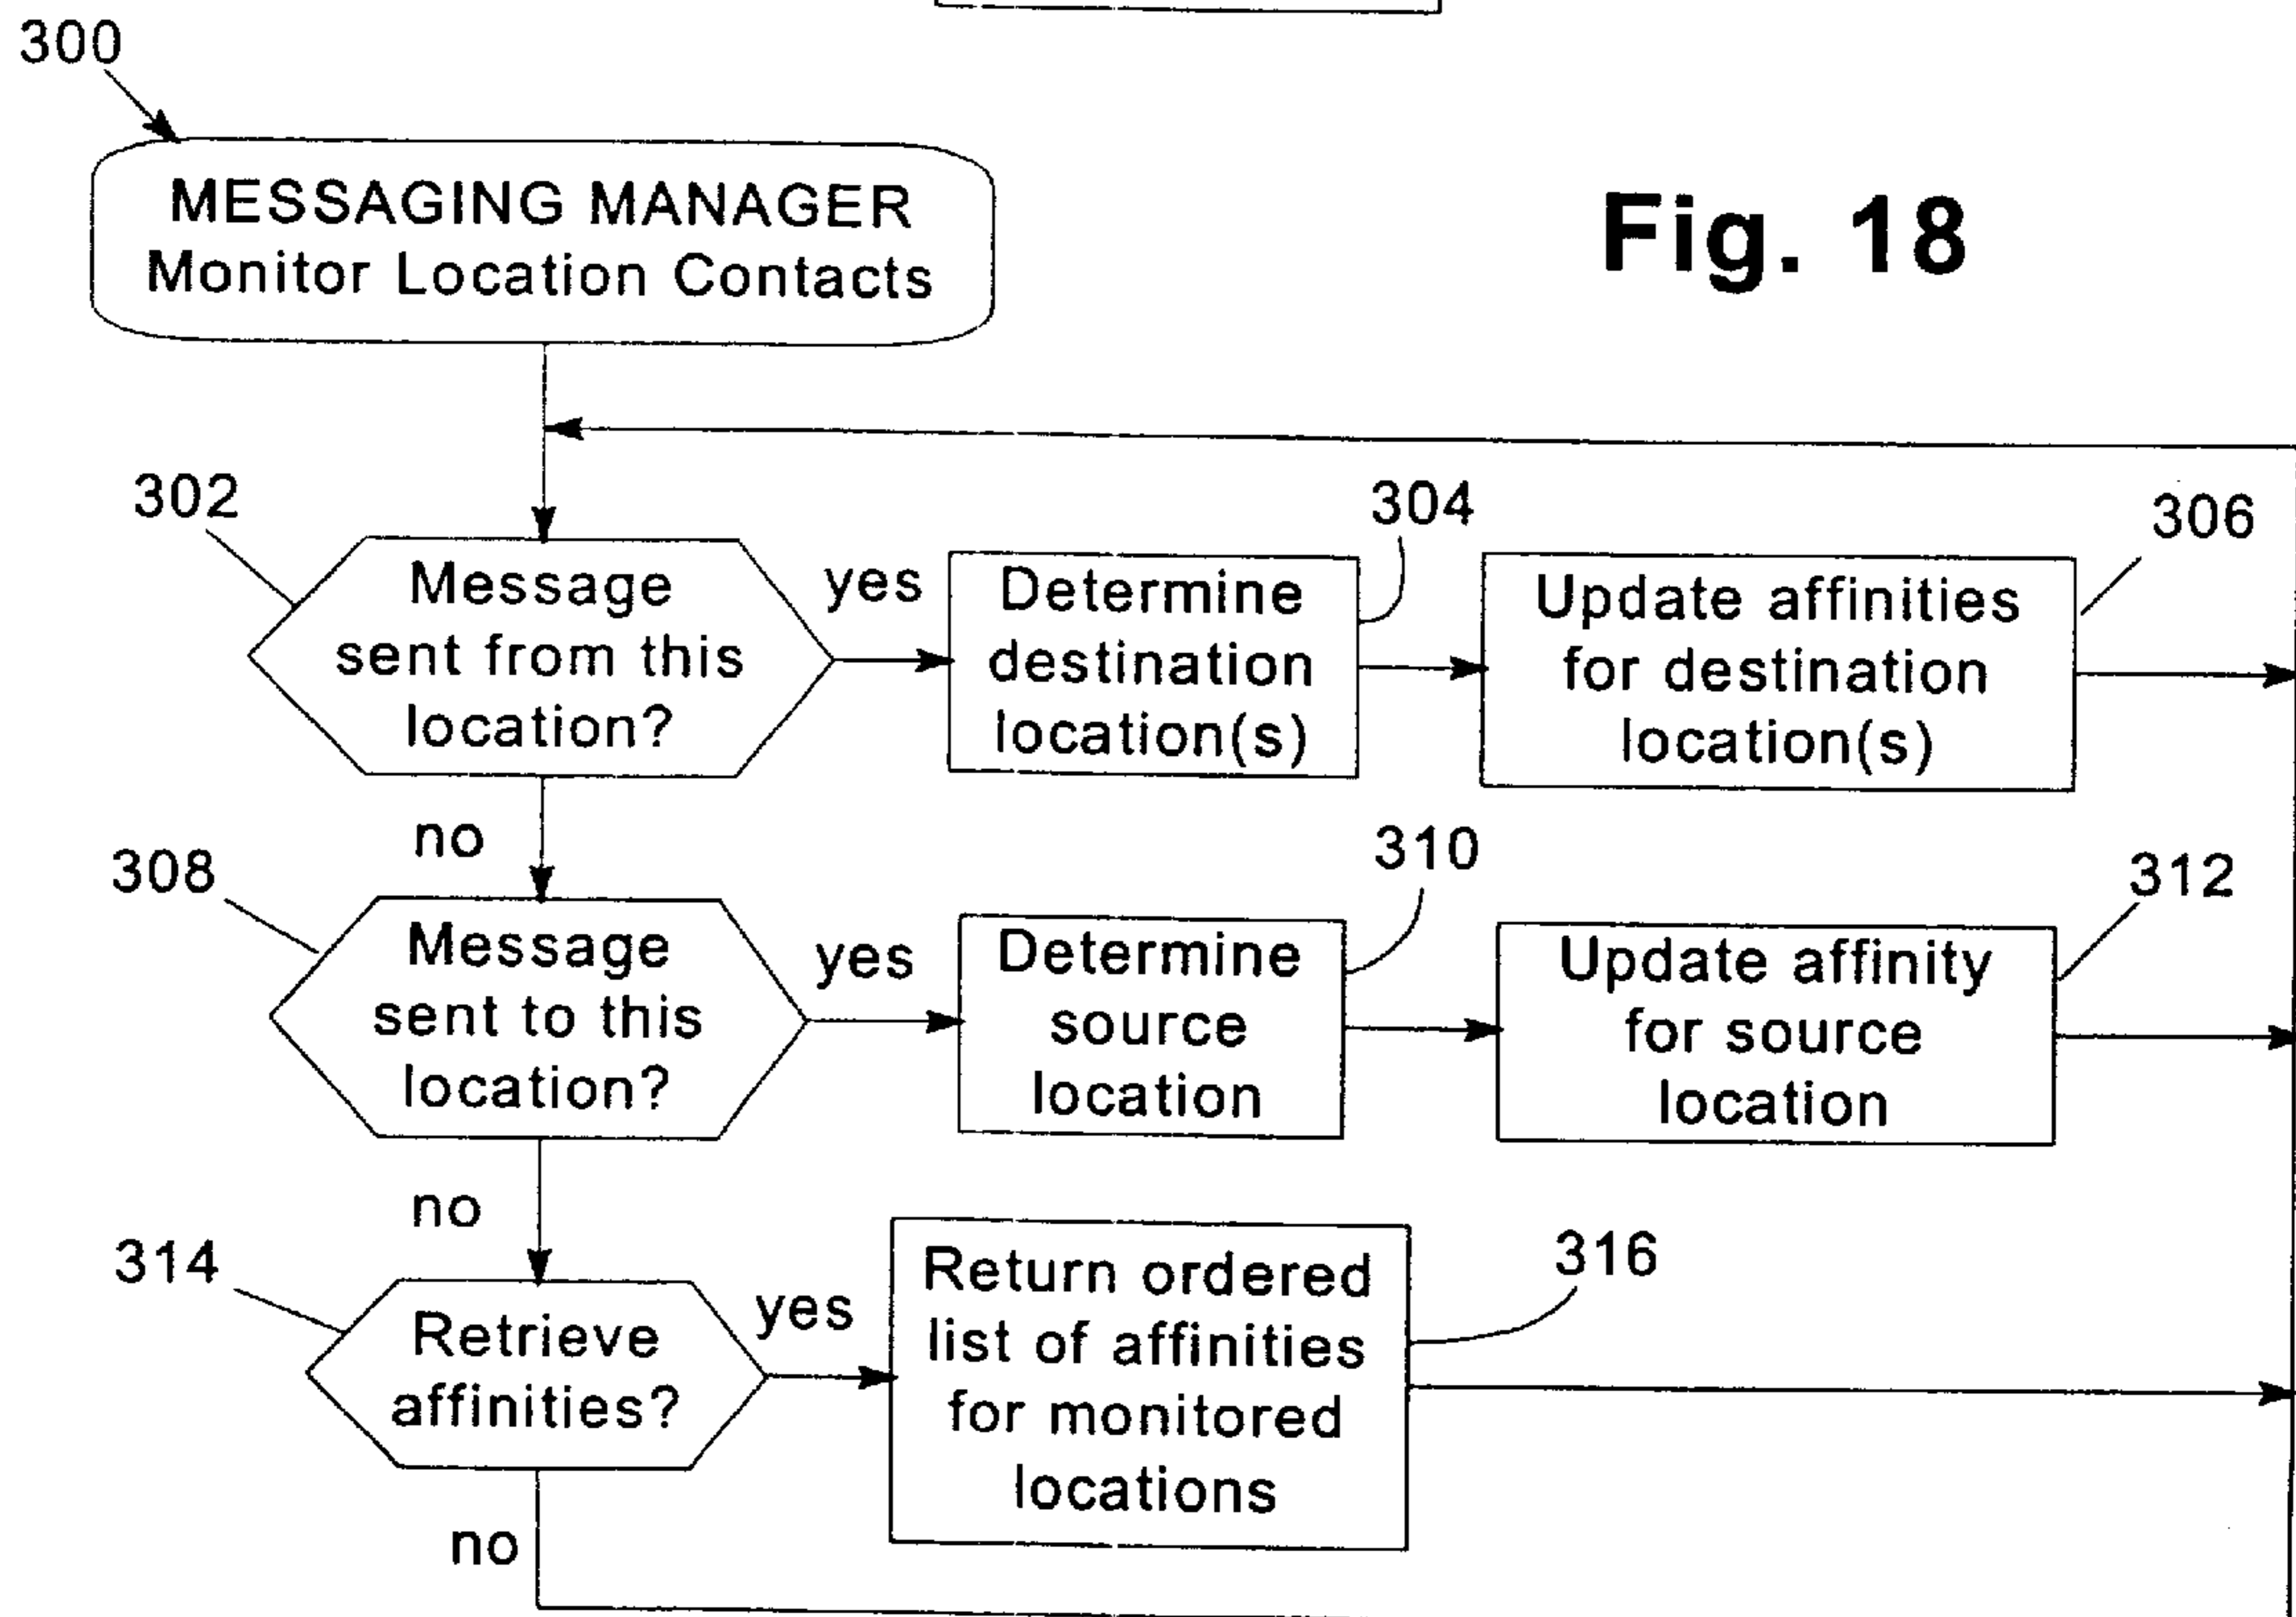 300
MESSAGING MANAGER
Monitor Location Contacts
Fig. 18
302
Message
sent from this
location?
yes
304
Determine
destination
location(s)
306
Update affinities
for destination
location(s)
no
308
Message
sent to this
location?
yes
310
Determine
source
location
312
Update affinity
for source
location
no
314
Retrieve
affinities?
yes
316
Return ordered
list of affinities
for monitored
locations
no